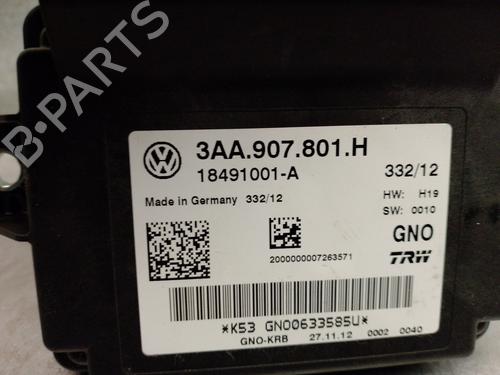 3AA.907.801.H
18491001-A
332/12
Made in Germany 332/12
HW: H19
SW: 0010
GNO
2000000007263571
TRW
*K53 GNO0633585U*
GNO-KRB 27.11.12 0002 0040
B-PARTS